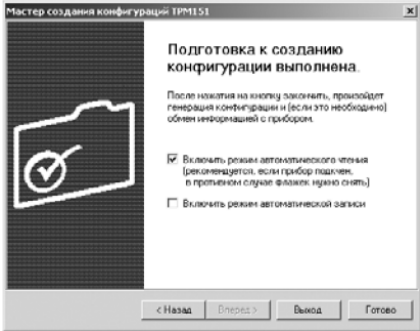 Мастер создания конфигураций ТРМ151
Подготовка к созданию
конфигурации выполнена.
После нажатия на кнопку закончить, произойдет
генерация конфигурации и (если это необходимо)
обмен информацией с прибором.
Включить режим автоматического чтения
(рекомендуется, если прибор подкчен,
в противном случае флажек нужно снять)
Включить режим автоматической записи
< Назад
Вперед >
Выход
Готово